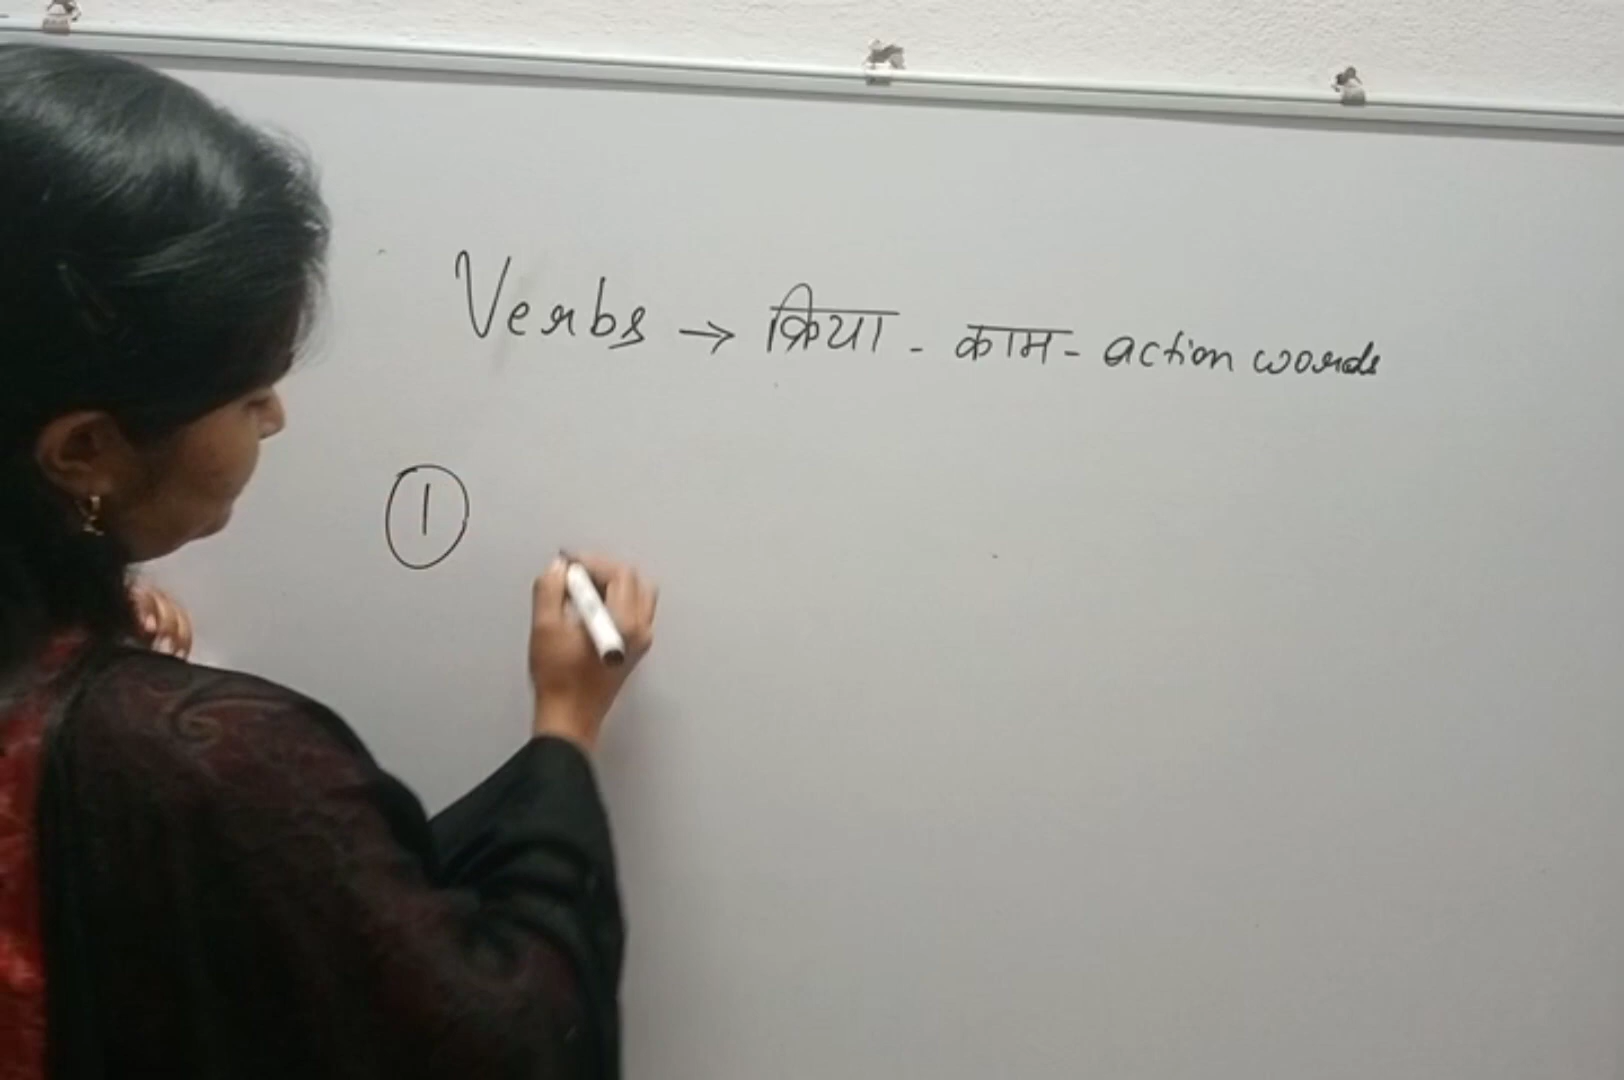 Verbs → क्रिया - काम - action words
①